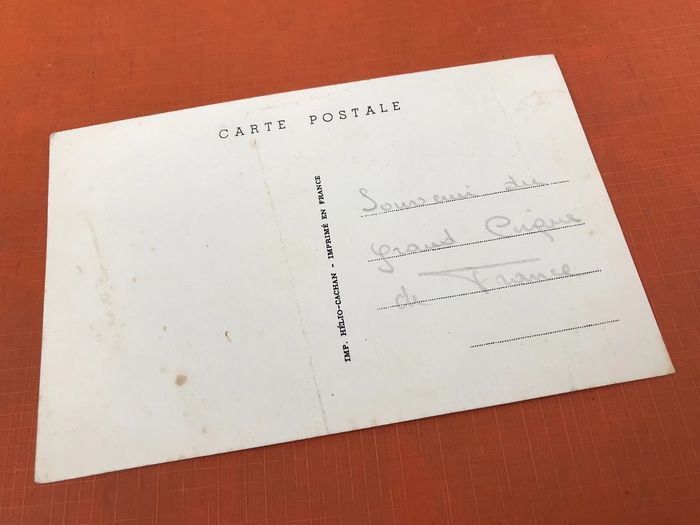 CARTE POSTALE
IMP. HÉLIO-CACHAN - IMPRIMÉ EN FRANCE
Souvenir du
grand Cirque
de France